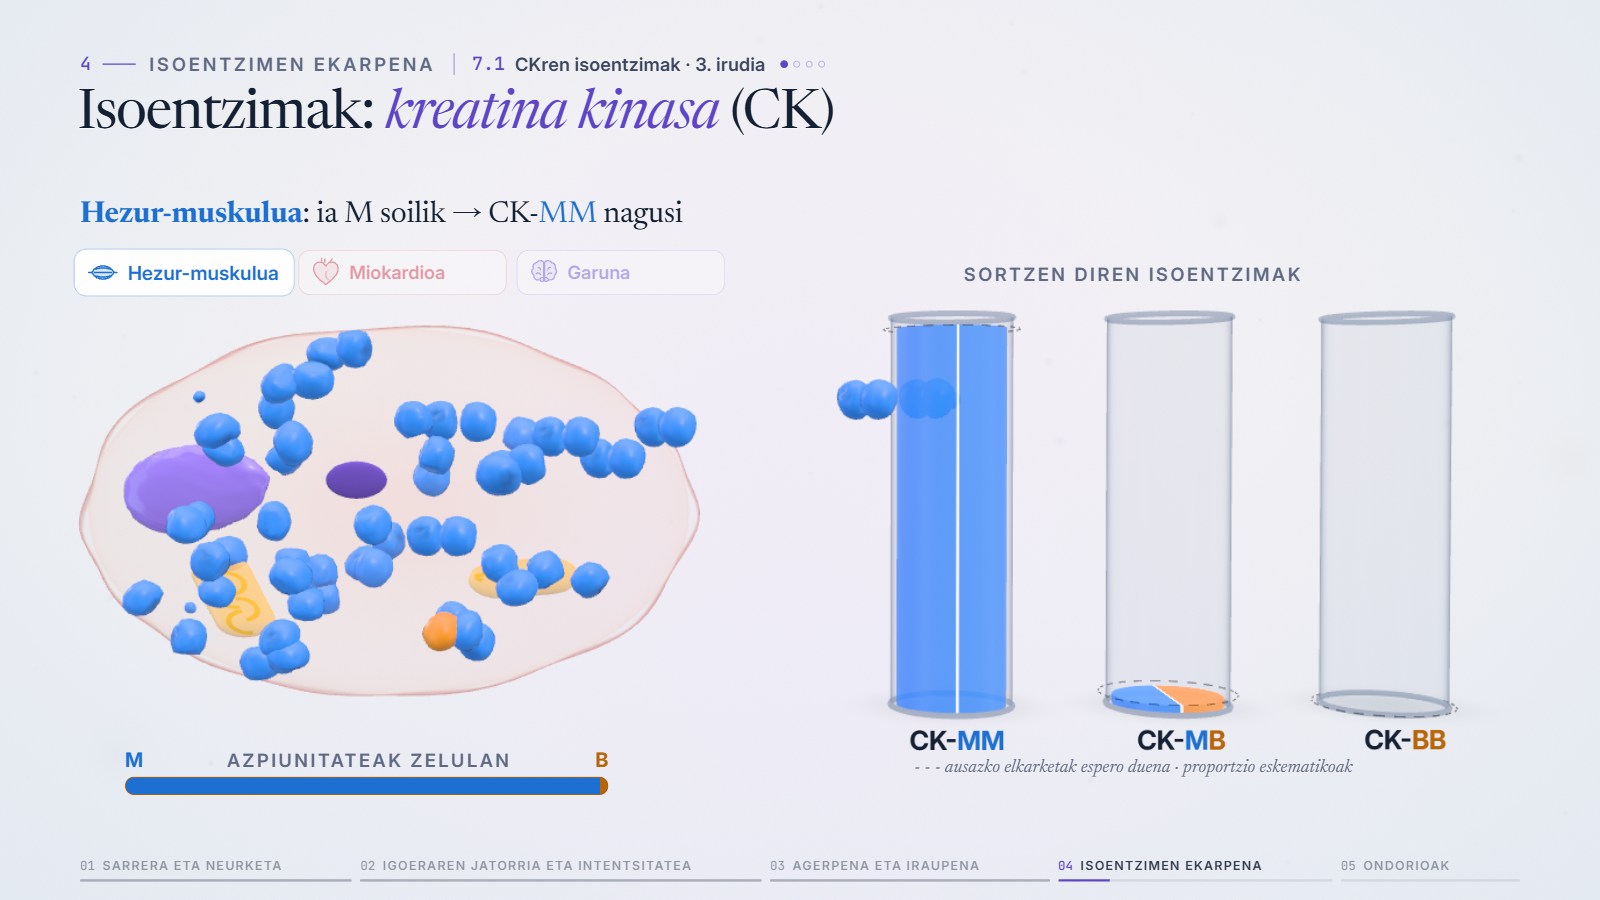 4 — ISOENTZIMEN EKARPENA | 7.1 CKren isoentzimak · 3. irudia
Isoentzimak: kreatina kinasa (CK)
Hezur-muskulua: ia M soilik → CK-MM nagusi
Hezur-muskulua
Miokardioa
Garuna
SORTZEN DIREN ISOENTZIMAK
CK-MM
CK-MB
CK-BB
- - - ausazko elkarketak espero duena · proportzio eskematikoak
M AZPIUNITATEAK ZELULAN B
01 SARRERA ETA NEURKETA
02 IGOERAREN JATORRIA ETA INTENTSITATEA
03 AGERPENA ETA IRAUPENA
04 ISOENTZIMEN EKARPENA
05 ONDORIOAK